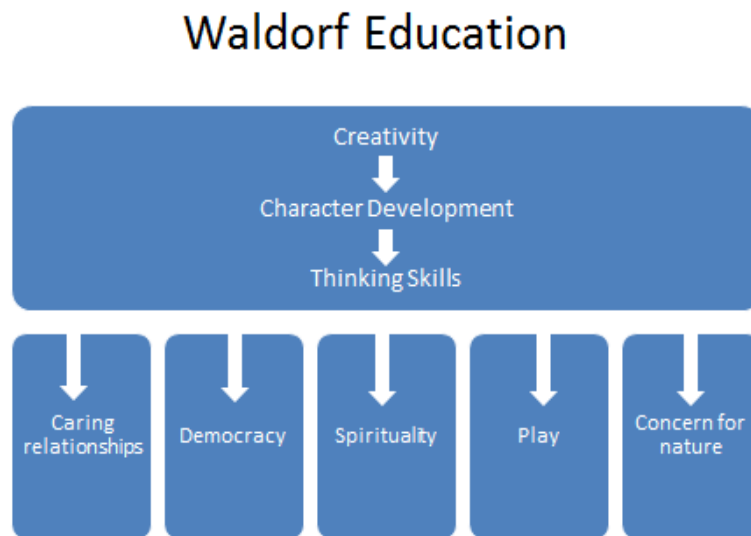 Waldorf Education
Creativity
Character Development
Thinking Skills
Caring
relationships
Democracy
Spirituality
Play
Concern for
nature